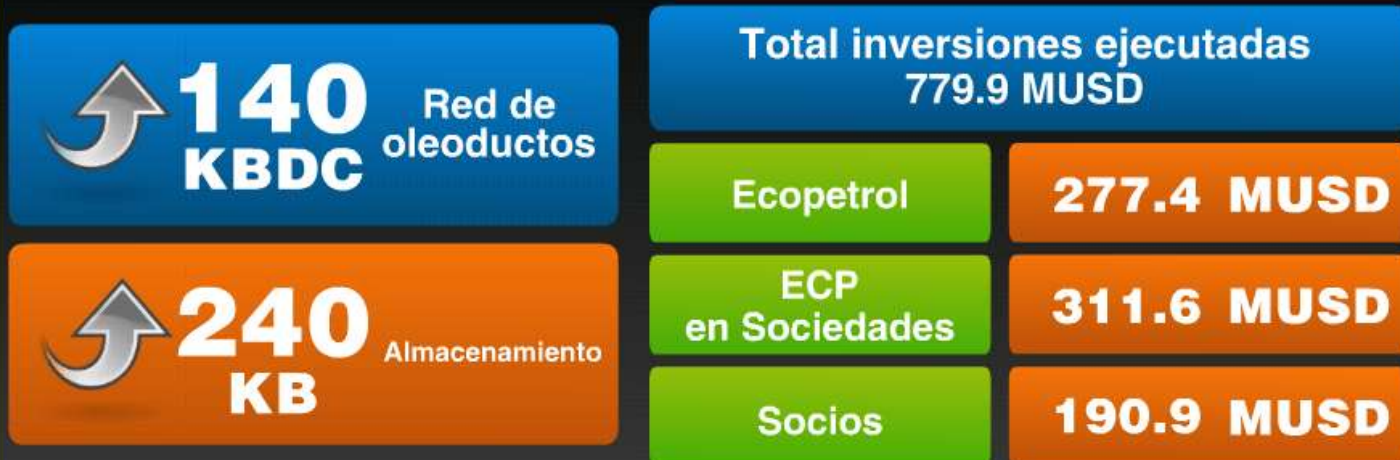 140
KBDC
Red de
oleoductos
240
KB
Almacenamiento
Total inversiones ejecutadas
779.9 MUSD
Ecopetrol
277.4 MUSD
ECP
en Sociedades
311.6 MUSD
Socios
190.9 MUSD